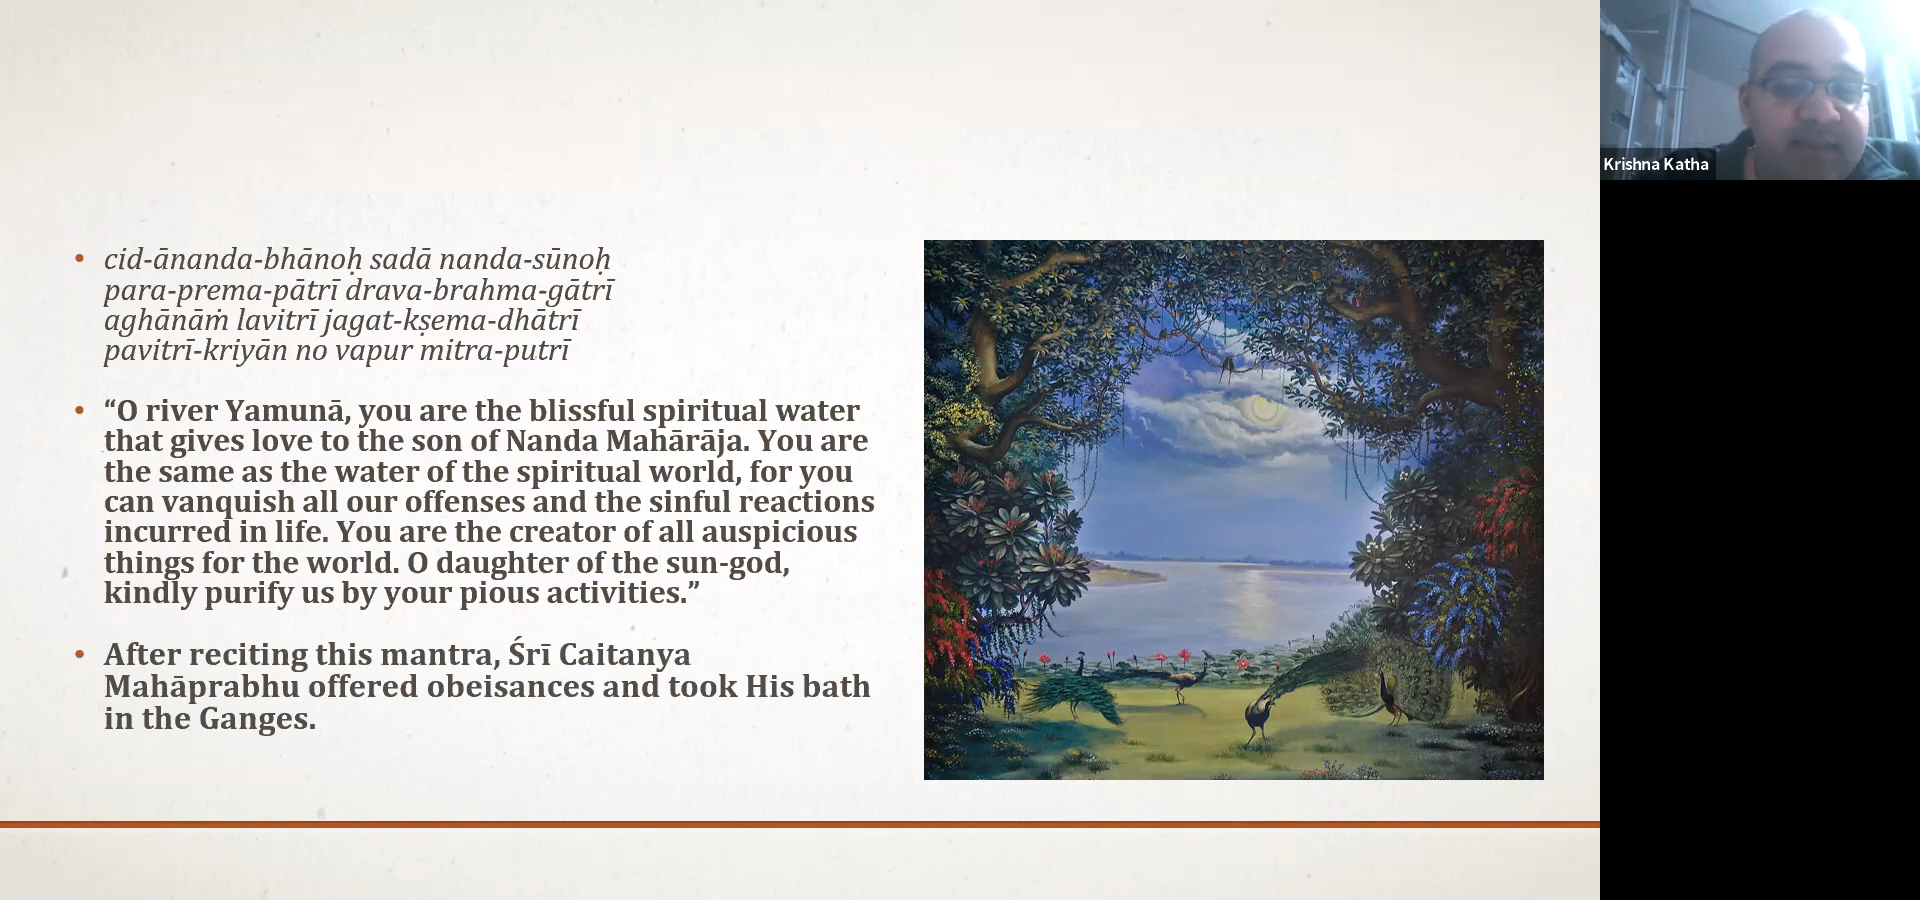 cid-ānanda-bhānoḥ sadā nanda-sūnoḥ
para-prema-pātrī drava-brahma-gātrī
aghānāṁ lavitrī jagat-kṣema-dhātrī
pavitrī-kriyān no vapur mitra-putrī
“O river Yamunā, you are the blissful spiritual water
that gives love to the son of Nanda Mahārāja. You are
the same as the water of the spiritual world, for you
can vanquish all our offenses and the sinful reactions
incurred in life. You are the creator of all auspicious
things for the world. O daughter of the sun-god,
kindly purify us by your pious activities.”
After reciting this mantra, Śrī Caitanya
Mahāprabhu offered obeisances and took His bath
in the Ganges.
Krishna Katha